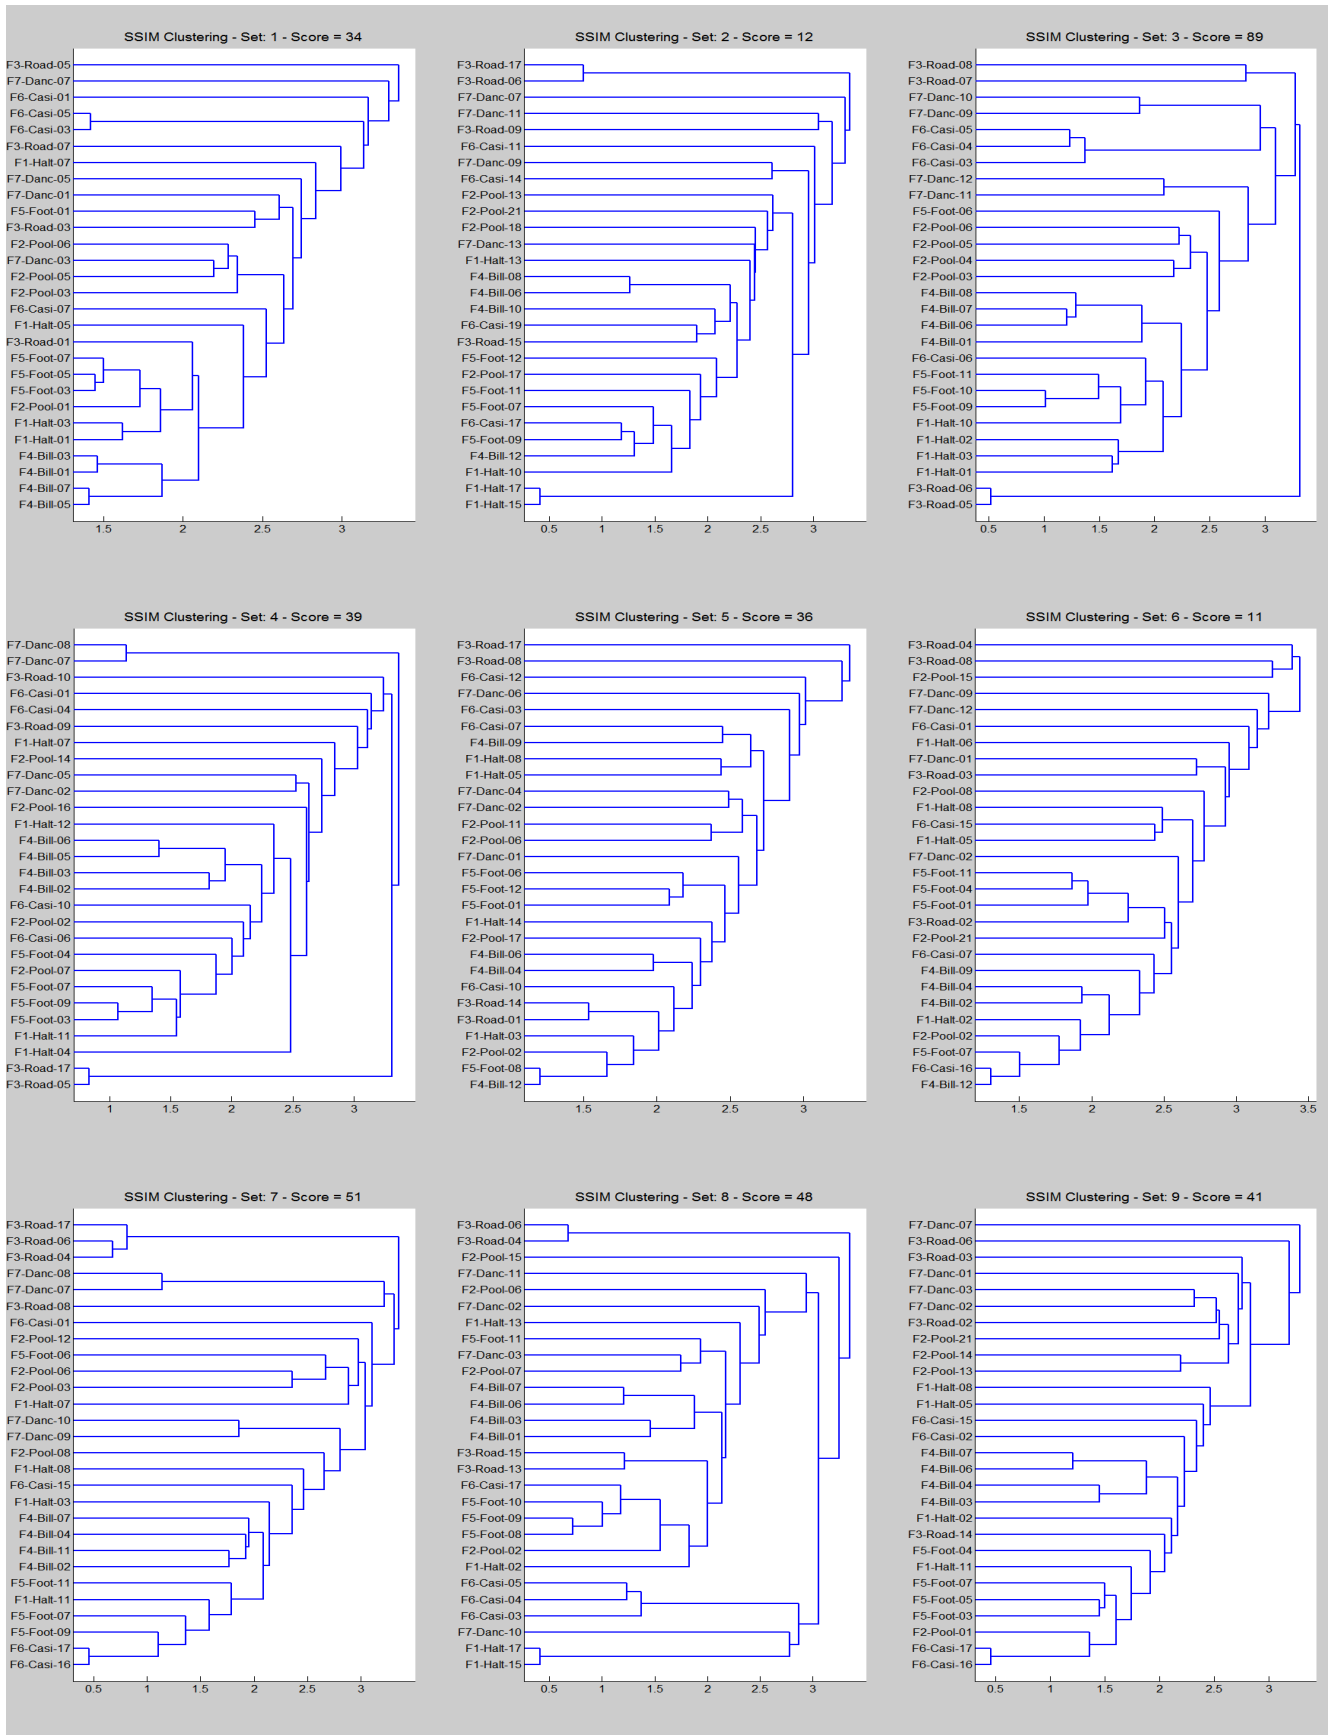 SSIM Clustering - Set: 1 - Score = 34
F3-Road-05
F7-Danc-07
F6-Casi-01
F6-Casi-05
F6-Casi-03
F3-Road-07
F1-Halt-07
F7-Danc-05
F7-Danc-01
F5-Foot-01
F3-Road-03
F2-Pool-06
F7-Danc-03
F2-Pool-05
F2-Pool-03
F6-Casi-07
F1-Halt-05
F3-Road-01
F5-Foot-07
F5-Foot-05
F5-Foot-03
F2-Pool-01
F1-Halt-03
F1-Halt-01
F4-Bill-03
F4-Bill-01
F4-Bill-07
F4-Bill-05
1.5 2 2.5 3
SSIM Clustering - Set: 2 - Score = 12
F3-Road-17
F3-Road-06
F7-Danc-07
F7-Danc-11
F3-Road-09
F6-Casi-11
F7-Danc-09
F6-Casi-14
F2-Pool-13
F2-Pool-21
F2-Pool-18
F7-Danc-13
F1-Halt-13
F4-Bill-08
F4-Bill-06
F4-Bill-10
F6-Casi-19
F3-Road-15
F5-Foot-12
F2-Pool-17
F5-Foot-11
F5-Foot-07
F6-Casi-17
F5-Foot-09
F4-Bill-12
F1-Halt-10
F1-Halt-17
F1-Halt-15
0.5 1 1.5 2 2.5 3
SSIM Clustering - Set: 3 - Score = 89
F3-Road-08
F3-Road-07
F7-Danc-10
F7-Danc-09
F6-Casi-05
F6-Casi-04
F6-Casi-03
F7-Danc-12
F7-Danc-11
F5-Foot-06
F2-Pool-06
F2-Pool-05
F2-Pool-04
F2-Pool-03
F4-Bill-08
F4-Bill-07
F4-Bill-06
F4-Bill-01
F6-Casi-06
F5-Foot-11
F5-Foot-10
F5-Foot-09
F1-Halt-10
F1-Halt-02
F1-Halt-03
F1-Halt-01
F3-Road-06
F3-Road-05
0.5 1 1.5 2 2.5 3
SSIM Clustering - Set: 4 - Score = 39
F7-Danc-08
F7-Danc-07
F3-Road-10
F6-Casi-01
F6-Casi-04
F3-Road-09
F1-Halt-07
F2-Pool-14
F7-Danc-05
F7-Danc-02
F2-Pool-16
F1-Halt-12
F4-Bill-06
F4-Bill-05
F4-Bill-03
F4-Bill-02
F6-Casi-10
F2-Pool-02
F6-Casi-06
F5-Foot-04
F2-Pool-07
F5-Foot-07
F5-Foot-09
F5-Foot-03
F1-Halt-11
F1-Halt-04
F3-Road-17
F3-Road-05
1 1.5 2 2.5 3
SSIM Clustering - Set: 5 - Score = 36
F3-Road-17
F3-Road-08
F6-Casi-12
F7-Danc-06
F6-Casi-03
F6-Casi-07
F4-Bill-09
F1-Halt-08
F1-Halt-05
F7-Danc-04
F7-Danc-02
F2-Pool-11
F2-Pool-06
F7-Danc-01
F5-Foot-06
F5-Foot-12
F5-Foot-01
F1-Halt-14
F2-Pool-17
F4-Bill-06
F4-Bill-04
F6-Casi-10
F3-Road-14
F3-Road-01
F1-Halt-03
F2-Pool-02
F5-Foot-08
F4-Bill-12
1.5 2 2.5 3
SSIM Clustering - Set: 6 - Score = 11
F3-Road-04
F3-Road-08
F2-Pool-15
F7-Danc-09
F7-Danc-12
F6-Casi-01
F1-Halt-06
F7-Danc-01
F3-Road-03
F2-Pool-08
F1-Halt-08
F6-Casi-15
F1-Halt-05
F7-Danc-02
F5-Foot-11
F5-Foot-04
F5-Foot-01
F3-Road-02
F2-Pool-21
F6-Casi-07
F4-Bill-09
F4-Bill-04
F4-Bill-02
F1-Halt-02
F2-Pool-02
F5-Foot-07
F6-Casi-16
F4-Bill-12
1.5 2 2.5 3 3.5
SSIM Clustering - Set: 7 - Score = 51
F3-Road-17
F3-Road-06
F3-Road-04
F7-Danc-08
F7-Danc-07
F3-Road-08
F6-Casi-01
F2-Pool-12
F5-Foot-06
F2-Pool-06
F2-Pool-03
F1-Halt-07
F7-Danc-10
F7-Danc-09
F2-Pool-08
F1-Halt-08
F6-Casi-15
F1-Halt-03
F4-Bill-07
F4-Bill-04
F4-Bill-11
F4-Bill-02
F5-Foot-11
F1-Halt-11
F5-Foot-07
F5-Foot-09
F6-Casi-17
F6-Casi-16
0.5 1 1.5 2 2.5 3
SSIM Clustering - Set: 8 - Score = 48
F3-Road-06
F3-Road-04
F2-Pool-15
F7-Danc-11
F2-Pool-06
F7-Danc-02
F1-Halt-13
F5-Foot-11
F7-Danc-03
F2-Pool-07
F4-Bill-07
F4-Bill-06
F4-Bill-03
F4-Bill-01
F3-Road-15
F3-Road-13
F6-Casi-17
F5-Foot-10
F5-Foot-09
F5-Foot-08
F2-Pool-02
F1-Halt-02
F6-Casi-05
F6-Casi-04
F6-Casi-03
F7-Danc-10
F1-Halt-17
F1-Halt-15
0.5 1 1.5 2 2.5 3
SSIM Clustering - Set: 9 - Score = 41
F7-Danc-07
F3-Road-06
F3-Road-03
F7-Danc-01
F7-Danc-03
F7-Danc-02
F3-Road-02
F2-Pool-21
F2-Pool-14
F2-Pool-13
F1-Halt-08
F1-Halt-05
F6-Casi-15
F6-Casi-02
F4-Bill-07
F4-Bill-06
F4-Bill-04
F4-Bill-03
F1-Halt-02
F3-Road-14
F5-Foot-04
F1-Halt-11
F5-Foot-07
F5-Foot-05
F5-Foot-03
F2-Pool-01
F6-Casi-17
F6-Casi-16
0.5 1 1.5 2 2.5 3